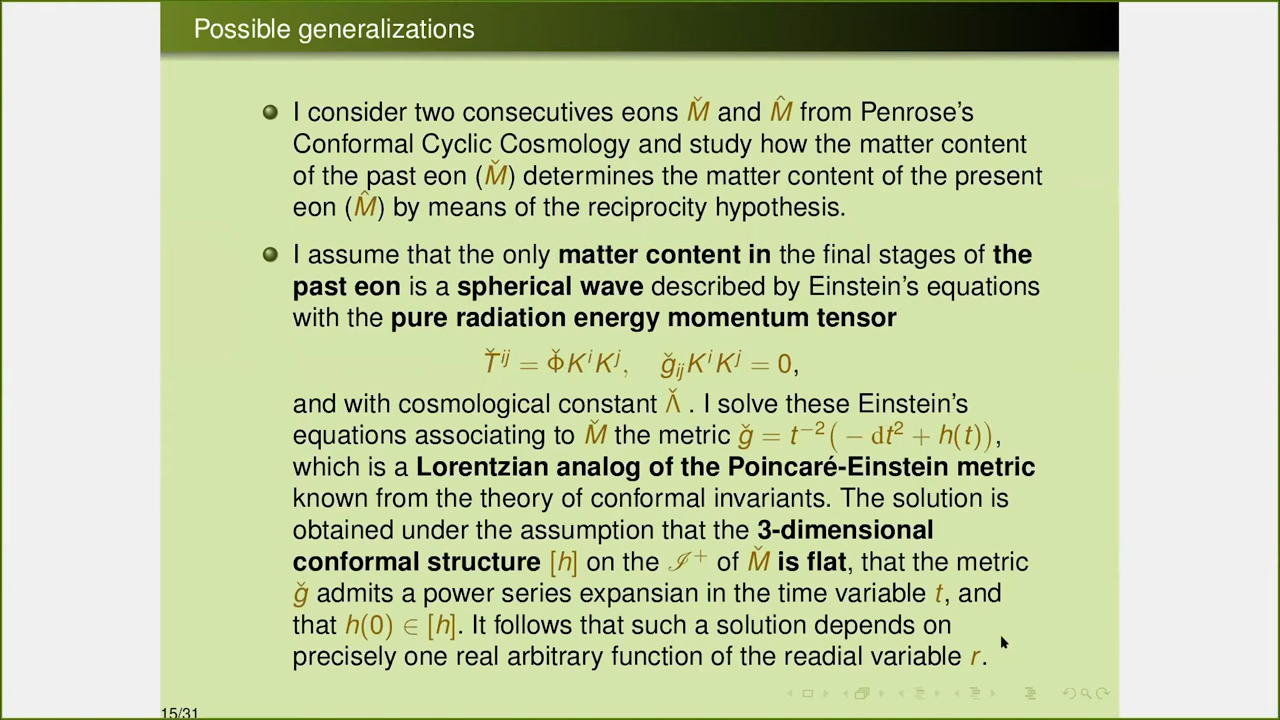 Possible generalizations
I consider two consecutives eons M̌ and M̂ from Penrose's
Conformal Cyclic Cosmology and study how the matter content
of the past eon (M̌) determines the matter content of the present
eon (M̂) by means of the reciprocity hypothesis.
I assume that the only matter content in the final stages of the
past eon is a spherical wave described by Einstein's equations
with the pure radiation energy momentum tensor
Ťⁱʲ = Φ̌KⁱKʲ, ǧᵢⱼKⁱKʲ = 0,
and with cosmological constant Λ̌ . I solve these Einstein's
equations associating to M̌ the metric ǧ = t⁻²(− dt² + h(t)),
which is a Lorentzian analog of the Poincaré-Einstein metric
known from the theory of conformal invariants. The solution is
obtained under the assumption that the 3-dimensional
conformal structure [h] on the ℐ⁺ of M̌ is flat, that the metric
ǧ admits a power series expansian in the time variable t, and
that h(0) ∈ [h]. It follows that such a solution depends on
precisely one real arbitrary function of the readial variable r.
15/31